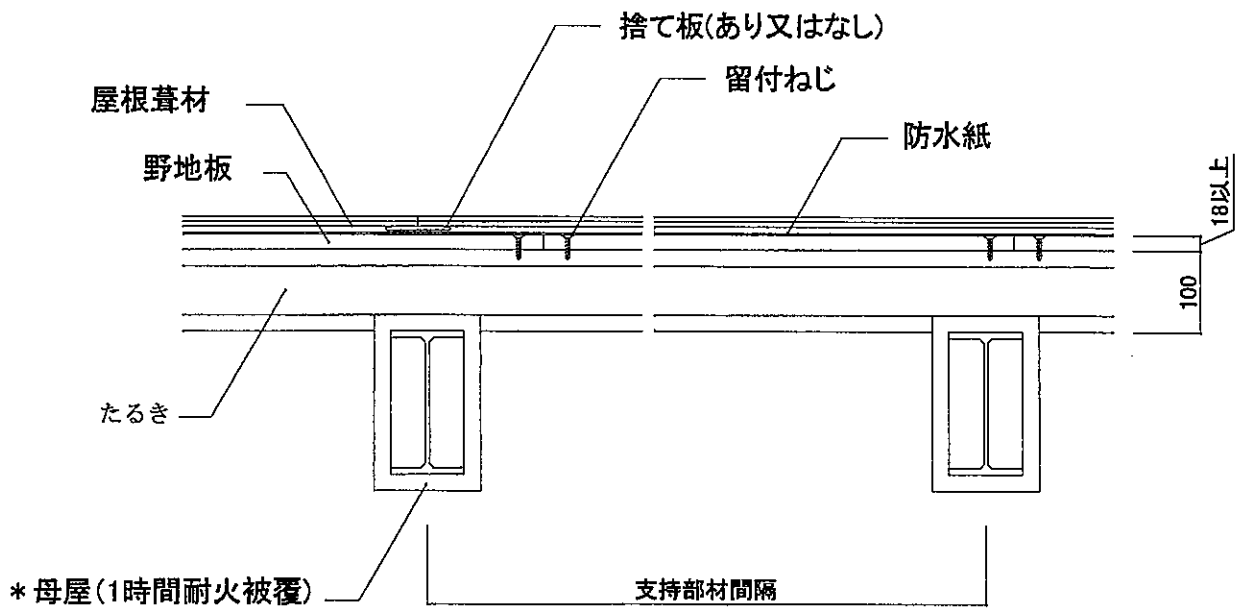 捨て板(あり又はなし)
留付ねじ
屋根葺材
防水紙
野地板
18以上
100
たるき
*母屋(1時間耐火被覆)
支持部材間隔